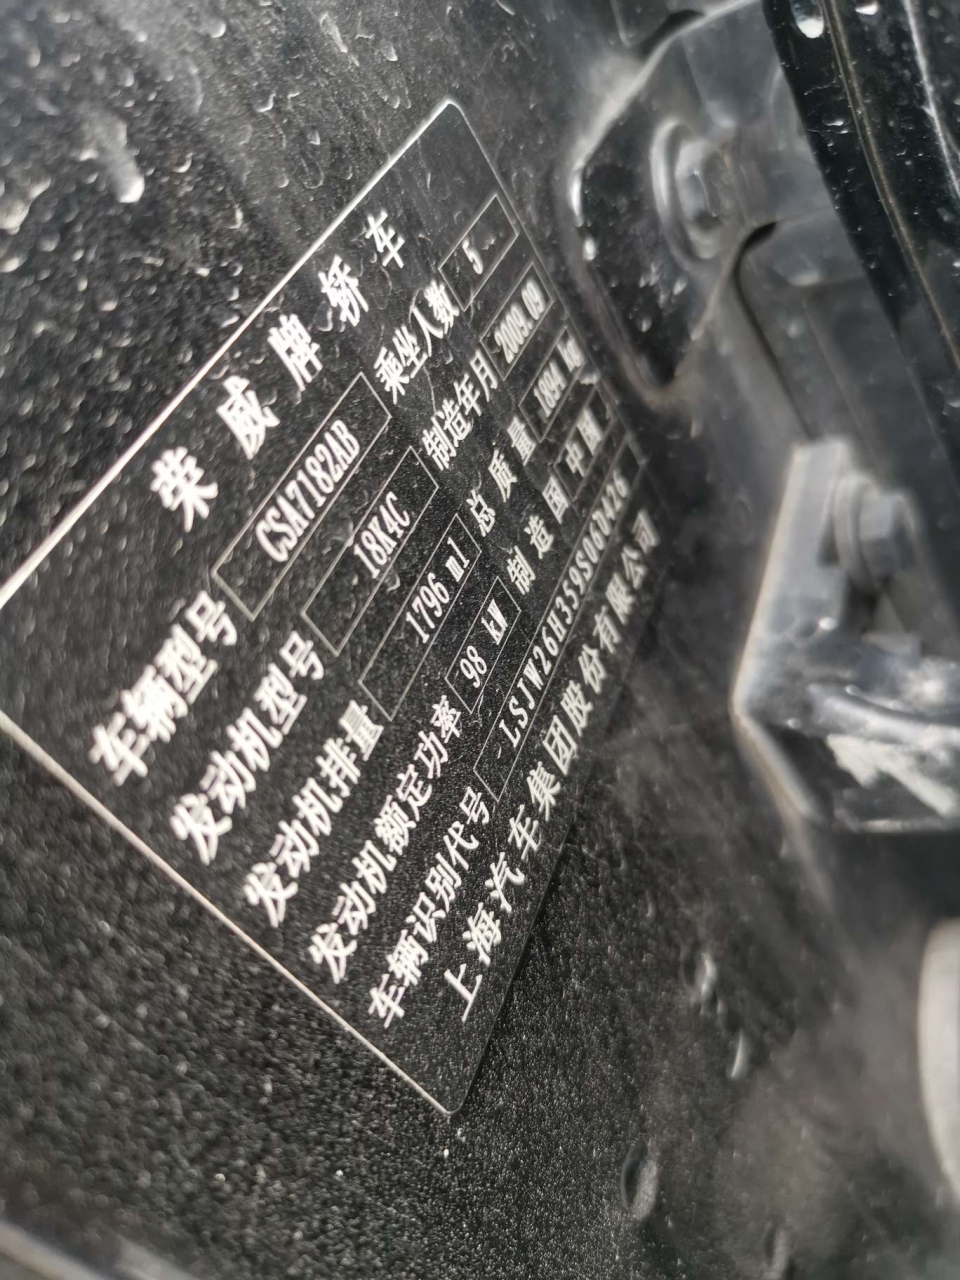 荣威牌轿车
车辆型号 CSA7182AB 乘坐人数 5
发动机型号 18K4C 制造年月 2009.09
发动机排量 1796 ml 总质量 1894 kg
发动机额定功率 98 kW 制造国 中国
车辆识别代号 LSJW26H359S060426
上海汽车集团股份有限公司